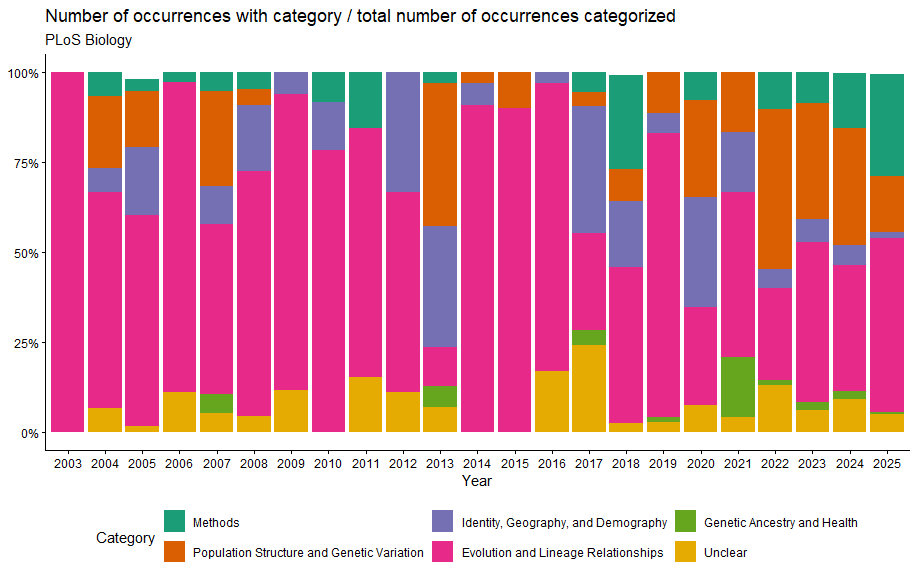 Number of occurrences with category / total number of occurrences categorized
PLoS Biology
100%
75%
50%
25%
0%
2003 2004 2005 2006 2007 2008 2009 2010 2011 2012 2013 2014 2015 2016 2017 2018 2019 2020 2021 2022 2023 2024 2025
Year
Category
Methods
Identity, Geography, and Demography
Genetic Ancestry and Health
Population Structure and Genetic Variation
Evolution and Lineage Relationships
Unclear